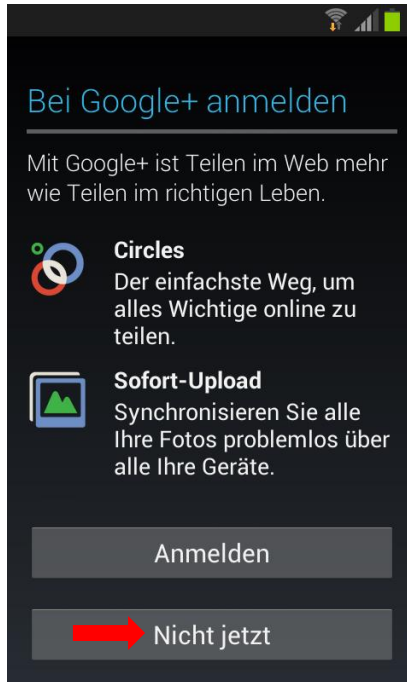 Bei Google+ anmelden
Mit Google+ ist Teilen im Web mehr
wie Teilen im richtigen Leben.
Circles
Der einfachste Weg, um
alles Wichtige online zu
teilen.
Sofort-Upload
Synchronisieren Sie alle
Ihre Fotos problemlos über
alle Ihre Geräte.
Anmelden
Nicht jetzt